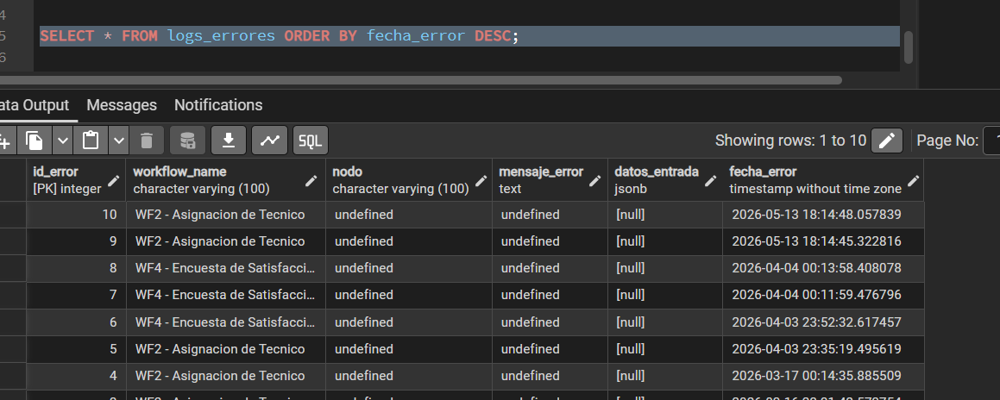 4
5 SELECT * FROM logs_errores ORDER BY fecha_error DESC;
6
ata Output Messages Notifications
SQL Showing rows: 1 to 10 Page No: 1
id_error workflow_name nodo mensaje_error datos_entrada fecha_error
[PK] integer character varying (100) character varying (100) text jsonb timestamp without time zone
10 WF2 - Asignacion de Tecnico undefined undefined [null] 2026-05-13 18:14:48.057839
9 WF2 - Asignacion de Tecnico undefined undefined [null] 2026-05-13 18:14:45.322816
8 WF4 - Encuesta de Satisfacci... undefined undefined [null] 2026-04-04 00:13:58.408078
7 WF4 - Encuesta de Satisfacci... undefined undefined [null] 2026-04-04 00:11:59.476796
6 WF4 - Encuesta de Satisfacci... undefined undefined [null] 2026-04-03 23:52:32.617457
5 WF2 - Asignacion de Tecnico undefined undefined [null] 2026-04-03 23:35:19.495619
4 WF2 - Asignacion de Tecnico undefined undefined [null] 2026-03-17 00:14:35.885509